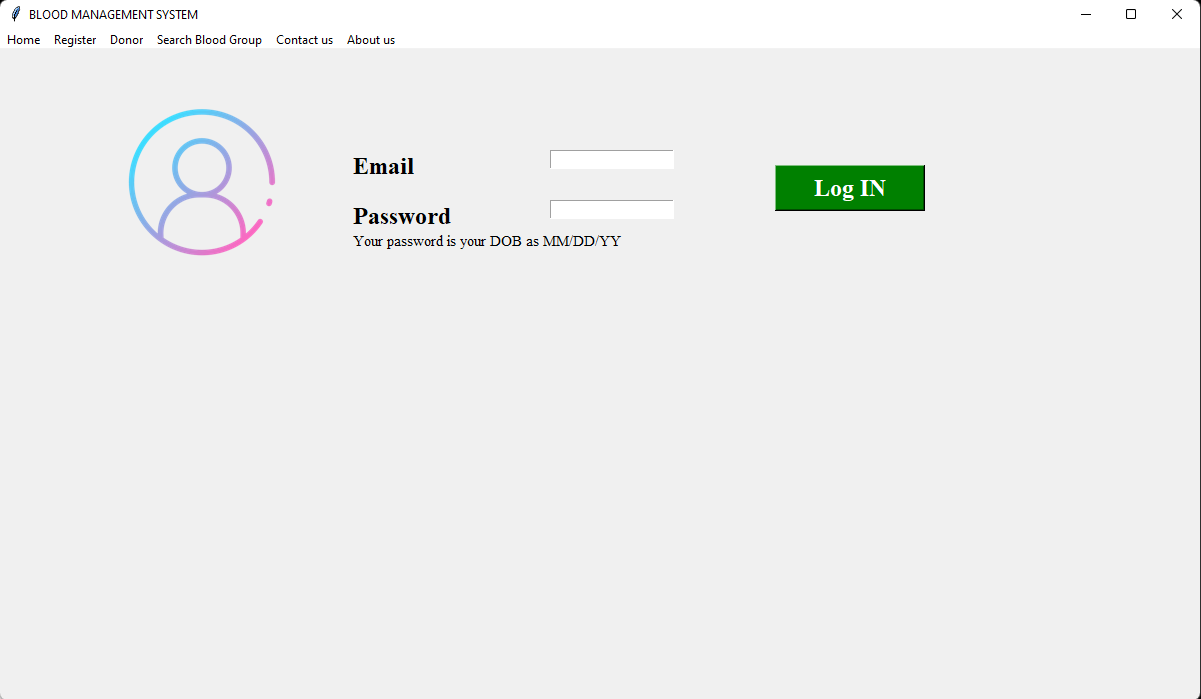 BLOOD MANAGEMENT SYSTEM
Home Register Donor Search Blood Group Contact us About us
Email
Password
Your password is your DOB as MM/DD/YY
Log IN